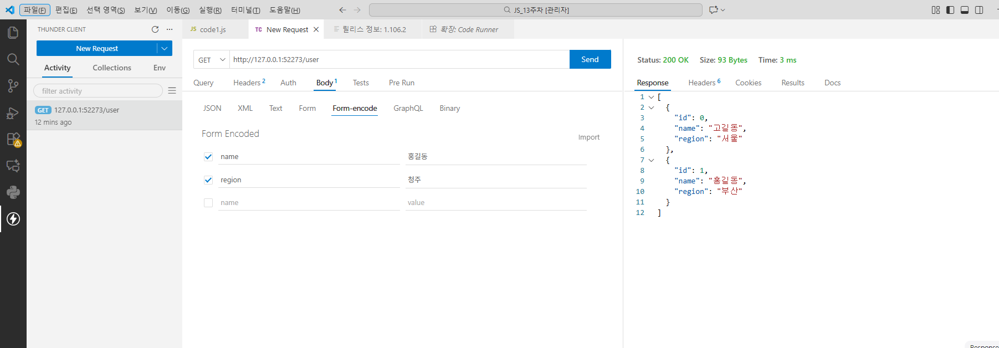 파일(F) 편집(E) 선택 영역(S) 보기(V) 이동(G) 실행(R) 터미널(T) 도움말(H) JS_13주차 [관리자]
THUNDER CLIENT
New Request
Activity Collections Env
filter activity
GET 127.0.0.1:52273/user
12 mins ago
JS code1.js TC New Request 릴리스 정보: 1.106.2 확장: Code Runner
GET http://127.0.0.1:52273/user Send
Query Headers 2 Auth Body 1 Tests Pre Run
JSON XML Text Form Form-encode GraphQL Binary
Form Encoded
Import
name 홍길동
region 청주
name value
Status: 200 OK Size: 93 Bytes Time: 3 ms
Response Headers 6 Cookies Results Docs
1 [
2 {
3 "id": 0,
4 "name": "고길동",
5 "region": "서울"
6 },
7 {
8 "id": 1,
9 "name": "홍길동",
10 "region": "부산"
11 }
12 ]
Response